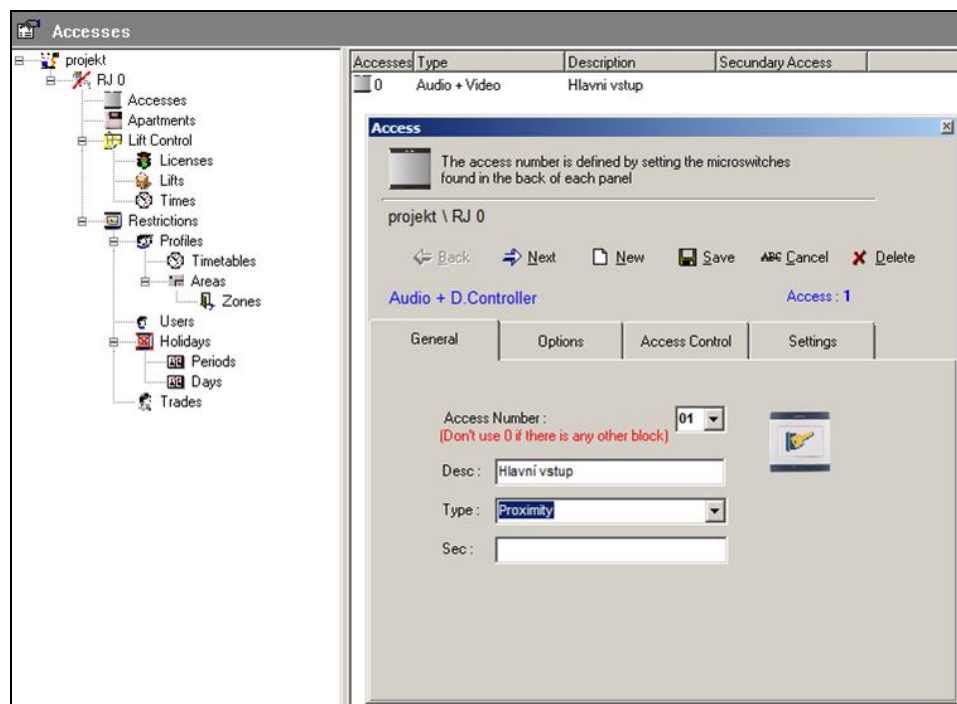 Accesses
projekt
RJ 0
Accesses
Apartments
Lift Control
Licenses
Lifts
Times
Restrictions
Profiles
Timetables
Areas
Zones
Users
Holidays
Periods
Days
Trades
Accesses Type Description Secundary Access
0 Audio + Video Hlavni vstup
Access
The access number is defined by setting the microswitches
found in the back of each panel
projekt \ RJ 0
Back Next New Save ABC Cancel Delete
Audio + D.Controller Access : 1
General Options Access Control Settings
Access Number : 01
(Don't use 0 if there is any other block)
Desc : Hlavní vstup
Type : Proximity
Sec :